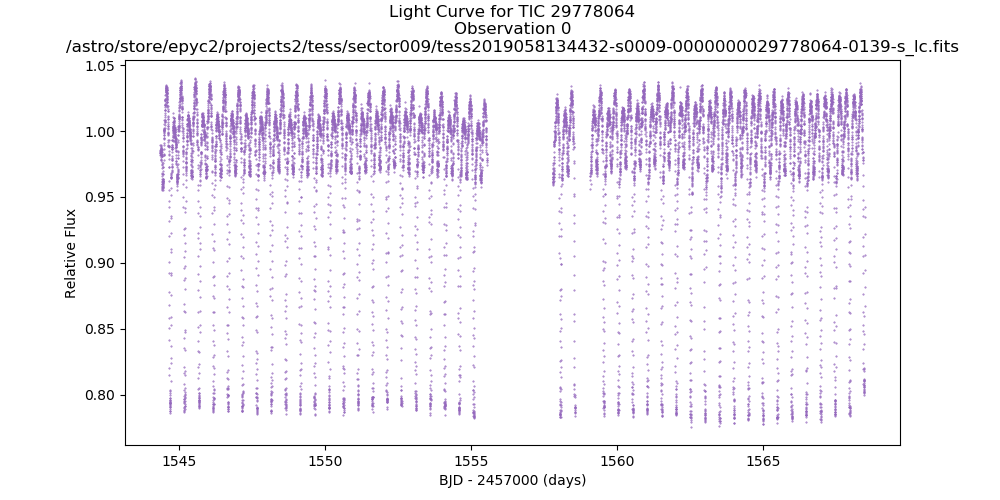 Light Curve for TIC 29778064
Observation 0
/astro/store/epyc2/projects2/tess/sector009/tess2019058134432-s0009-0000000029778064-0139-s_lc.fits
1.05
1.00
0.95
0.90
0.85
0.80
Relative Flux
1545
1550
1555
1560
1565
BJD - 2457000 (days)